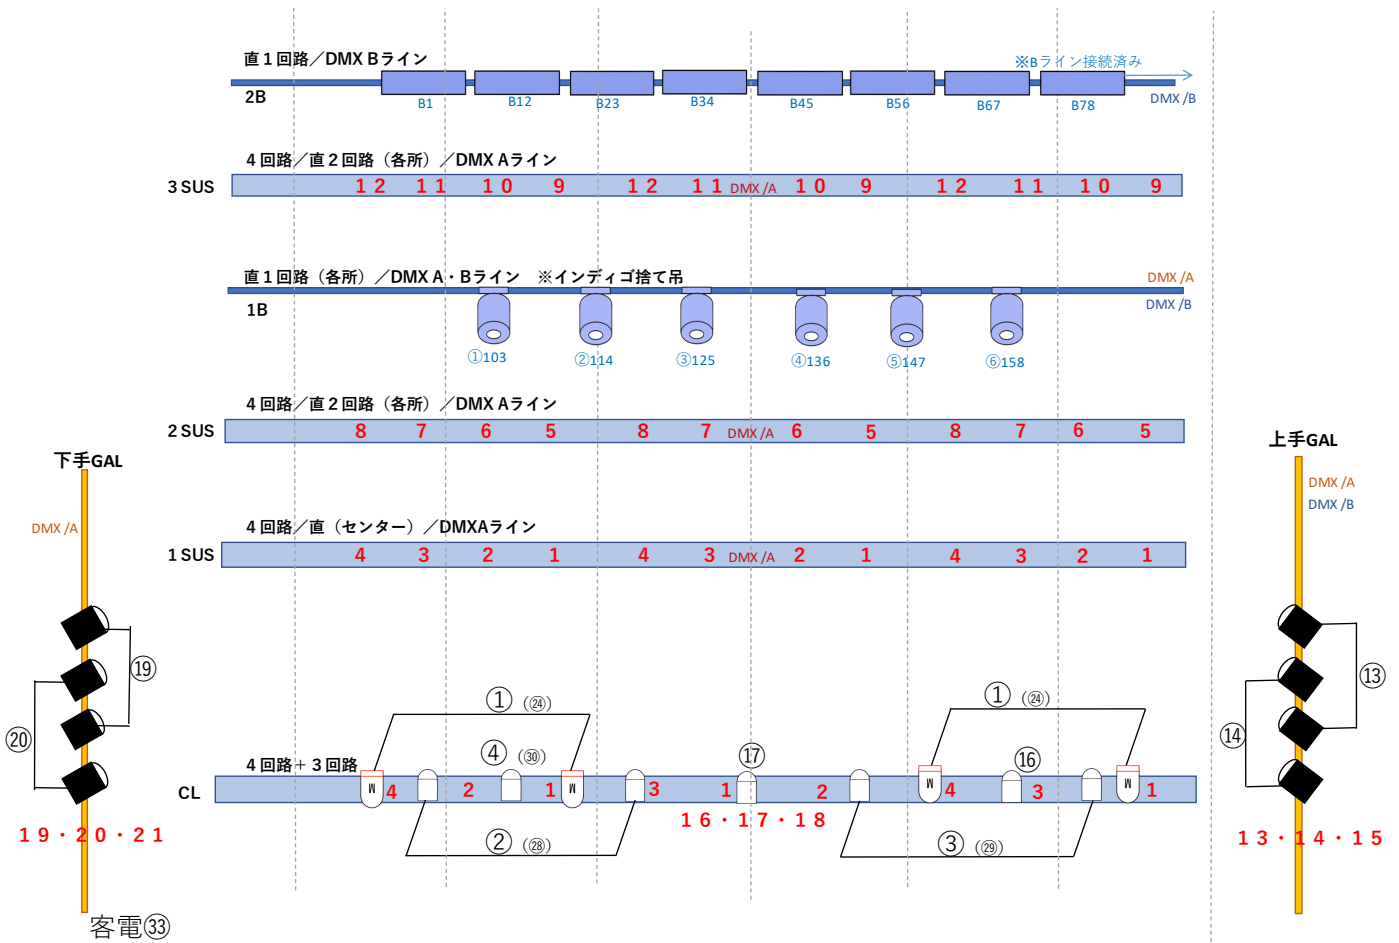 直１回路／DMX Bライン
※Bライン接続済み
2B
B1 B12 B23 B34 B45 B56 B67 B78
DMX /B
４回路／直２回路（各所）／DMX Aライン
3 SUS
１２ １１ １０ ９ １２ １１ DMX /A １０ ９ １２ １１ １０ ９
直１回路（各所）／DMX A・Bライン　※インディゴ捨て吊
DMX /A
1B
DMX /B
①103 ②114 ③125 ④136 ⑤147 ⑥158
４回路／直２回路（各所）／DMX Aライン
2 SUS
８ ７ ６ ５ ８ ７ DMX /A ６ ５ ８ ７ ６ ５
下手GAL
上手GAL
DMX /A
DMX /B
DMX /A
４回路／直（センター）／DMXAライン
1 SUS
４ ３ ２ １ ４ ３ DMX /A ２ １ ４ ３ ２ １
⑲
⑳
⑬
⑭
①（㉔）
①（㉔）
④（㉚）
⑰
⑯
４回路＋３回路
CL
M ４ ２ １ M ３ １ ２ M ４ ３ M １
１６・１７・１８
②（㉘）
③（㉙）
１９・２０・２１
１３・１４・１５
客電㉝